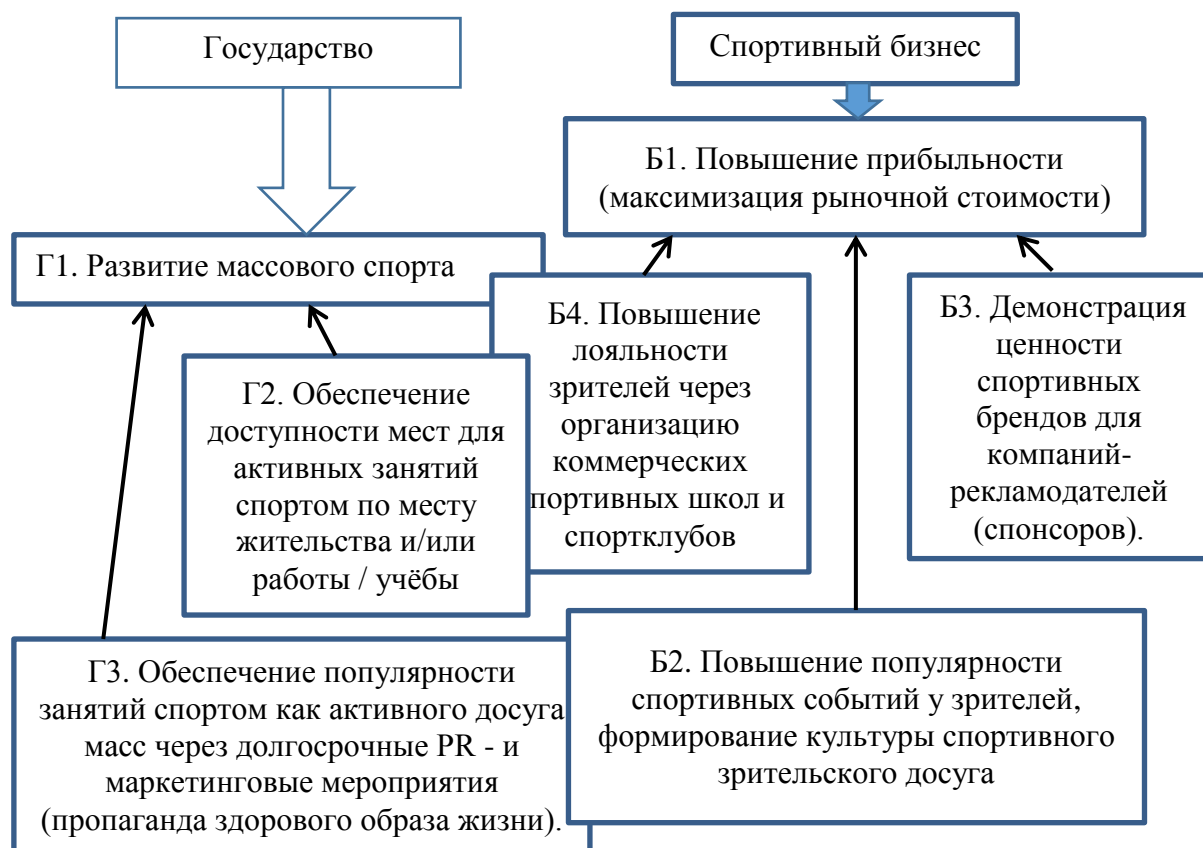 Государство
Спортивный бизнес
Б1. Повышение прибыльности
(максимизация рыночной стоимости)
Г1. Развитие массового спорта
Б4. Повышение
лояльности
зрителей через
организацию
коммерческих
портивных школ и
спортклубов
Б3. Демонстрация
ценности
спортивных
брендов для
компаний-
рекламодателей
(спонсоров).
Г2. Обеспечение
доступности мест для
активных занятий
спортом по месту
жительства и/или
работы / учёбы
Г3. Обеспечение популярности
занятий спортом как активного досуга
масс через долгосрочные PR - и
маркетинговые мероприятия
(пропаганда здорового образа жизни).
Б2. Повышение популярности
спортивных событий у зрителей,
формирование культуры спортивного
зрительского досуга